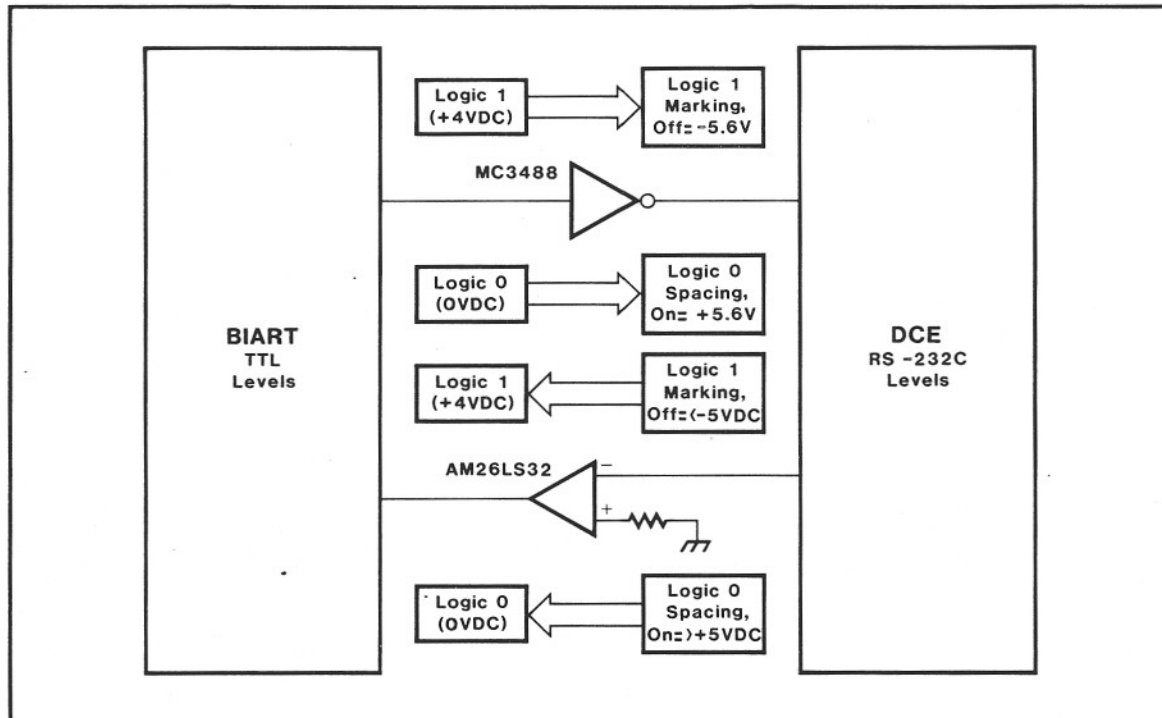 Logic 1
(+4VDC)
Logic 1
Marking,
Off=-5.6V
MC3488
Logic 0
(0VDC)
Logic 0
Spacing,
On= +5.6V
BIART
TTL
Levels
DCE
RS -232C
Levels
Logic 1
(+4VDC)
Logic 1
Marking,
Off=<-5VDC
AM26LS32
−
+
Logic 0
(0VDC)
Logic 0
Spacing,
On=>+5VDC